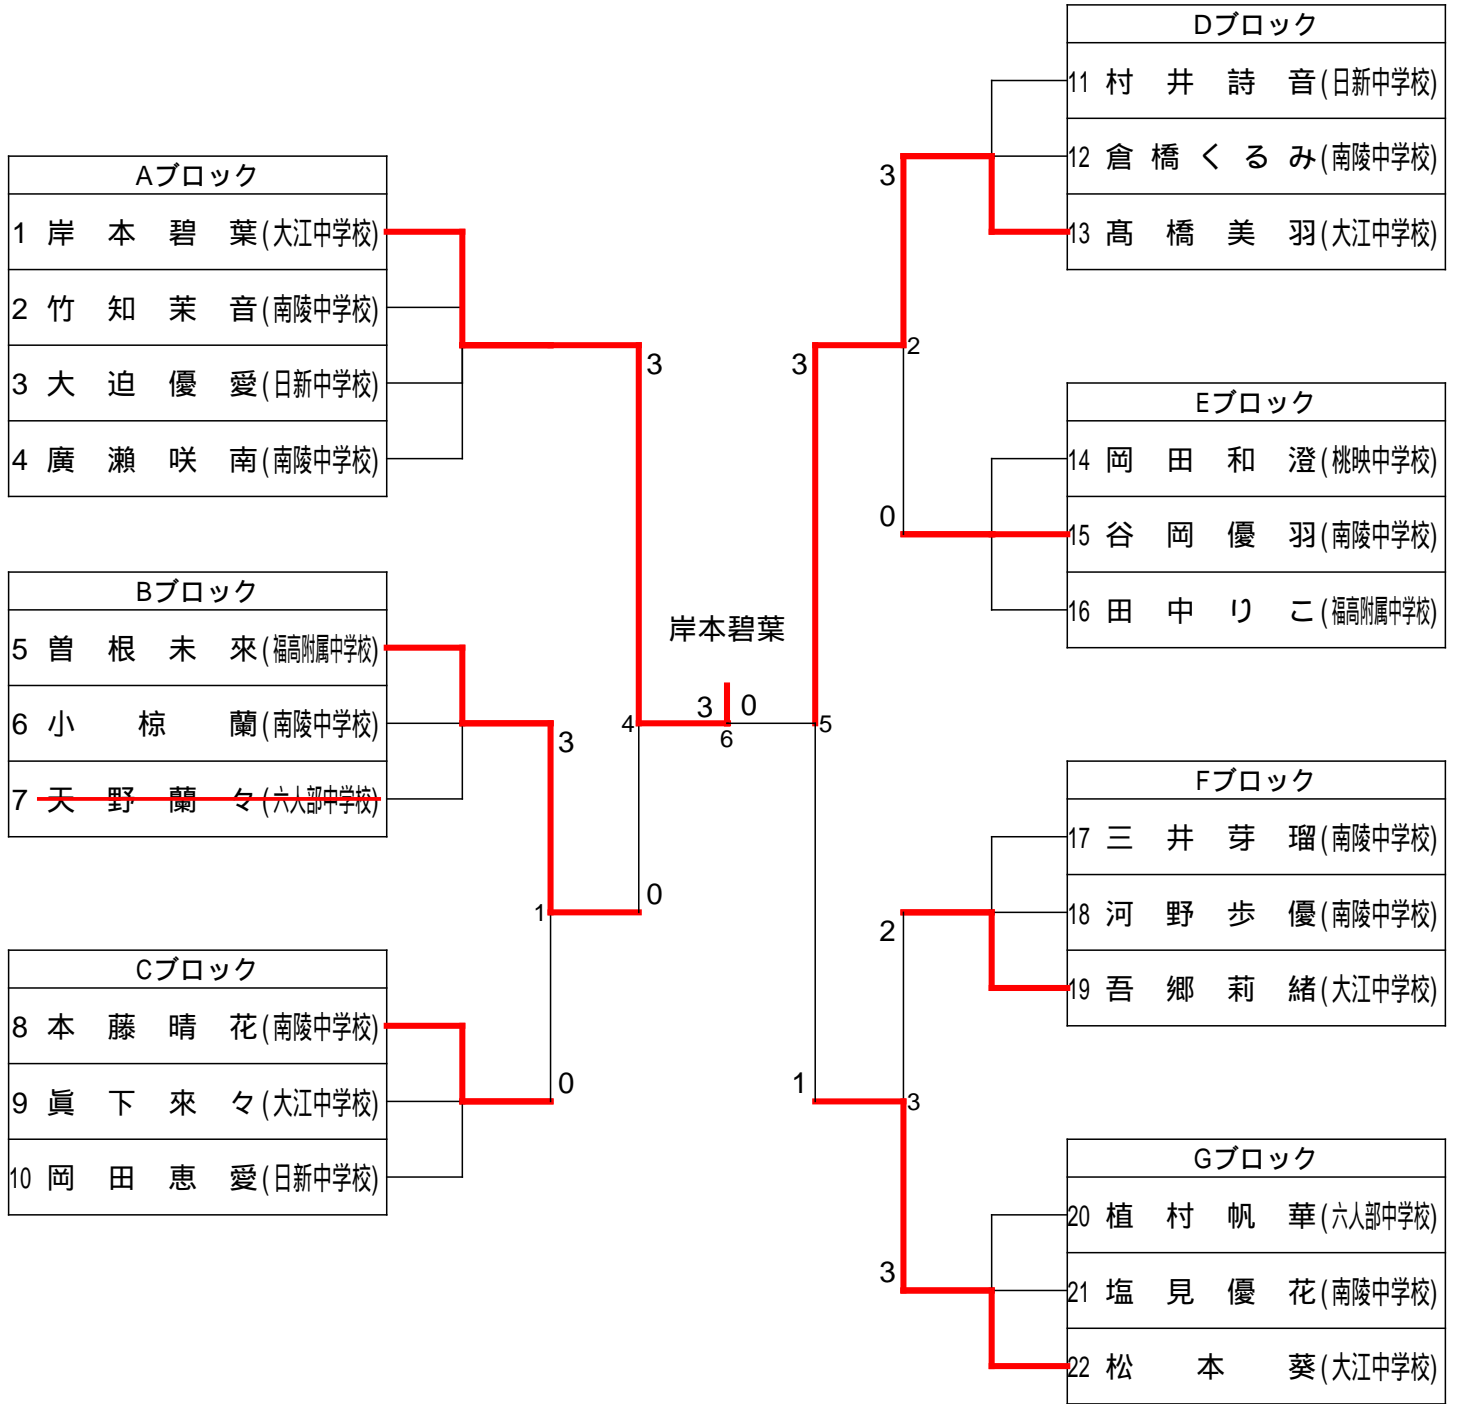 Aブロック
1 岸本碧葉(大江中学校)
2 竹知茉音(南陵中学校)
3 大迫優愛(日新中学校)
4 廣瀬咲南(南陵中学校)
Bブロック
5 曽根未來(福高附属中学校)
6 小椋蘭(南陵中学校)
7 天野蘭々(六人部中学校)
Cブロック
8 本藤晴花(南陵中学校)
9 眞下來々(大江中学校)
10 岡田恵愛(日新中学校)
3
4
3
1
0
0
岸本碧葉
3 0
6
3
3
2
0
5
2
1
3
3
Dブロック
11 村井詩音(日新中学校)
12 倉橋くるみ(南陵中学校)
13 髙橋美羽(大江中学校)
Eブロック
14 岡田和澄(桃映中学校)
15 谷岡優羽(南陵中学校)
16 田中りこ(福高附属中学校)
Fブロック
17 三井芽瑠(南陵中学校)
18 河野歩優(南陵中学校)
19 吾郷莉緒(大江中学校)
Gブロック
20 植村帆華(六人部中学校)
21 塩見優花(南陵中学校)
22 松本葵(大江中学校)